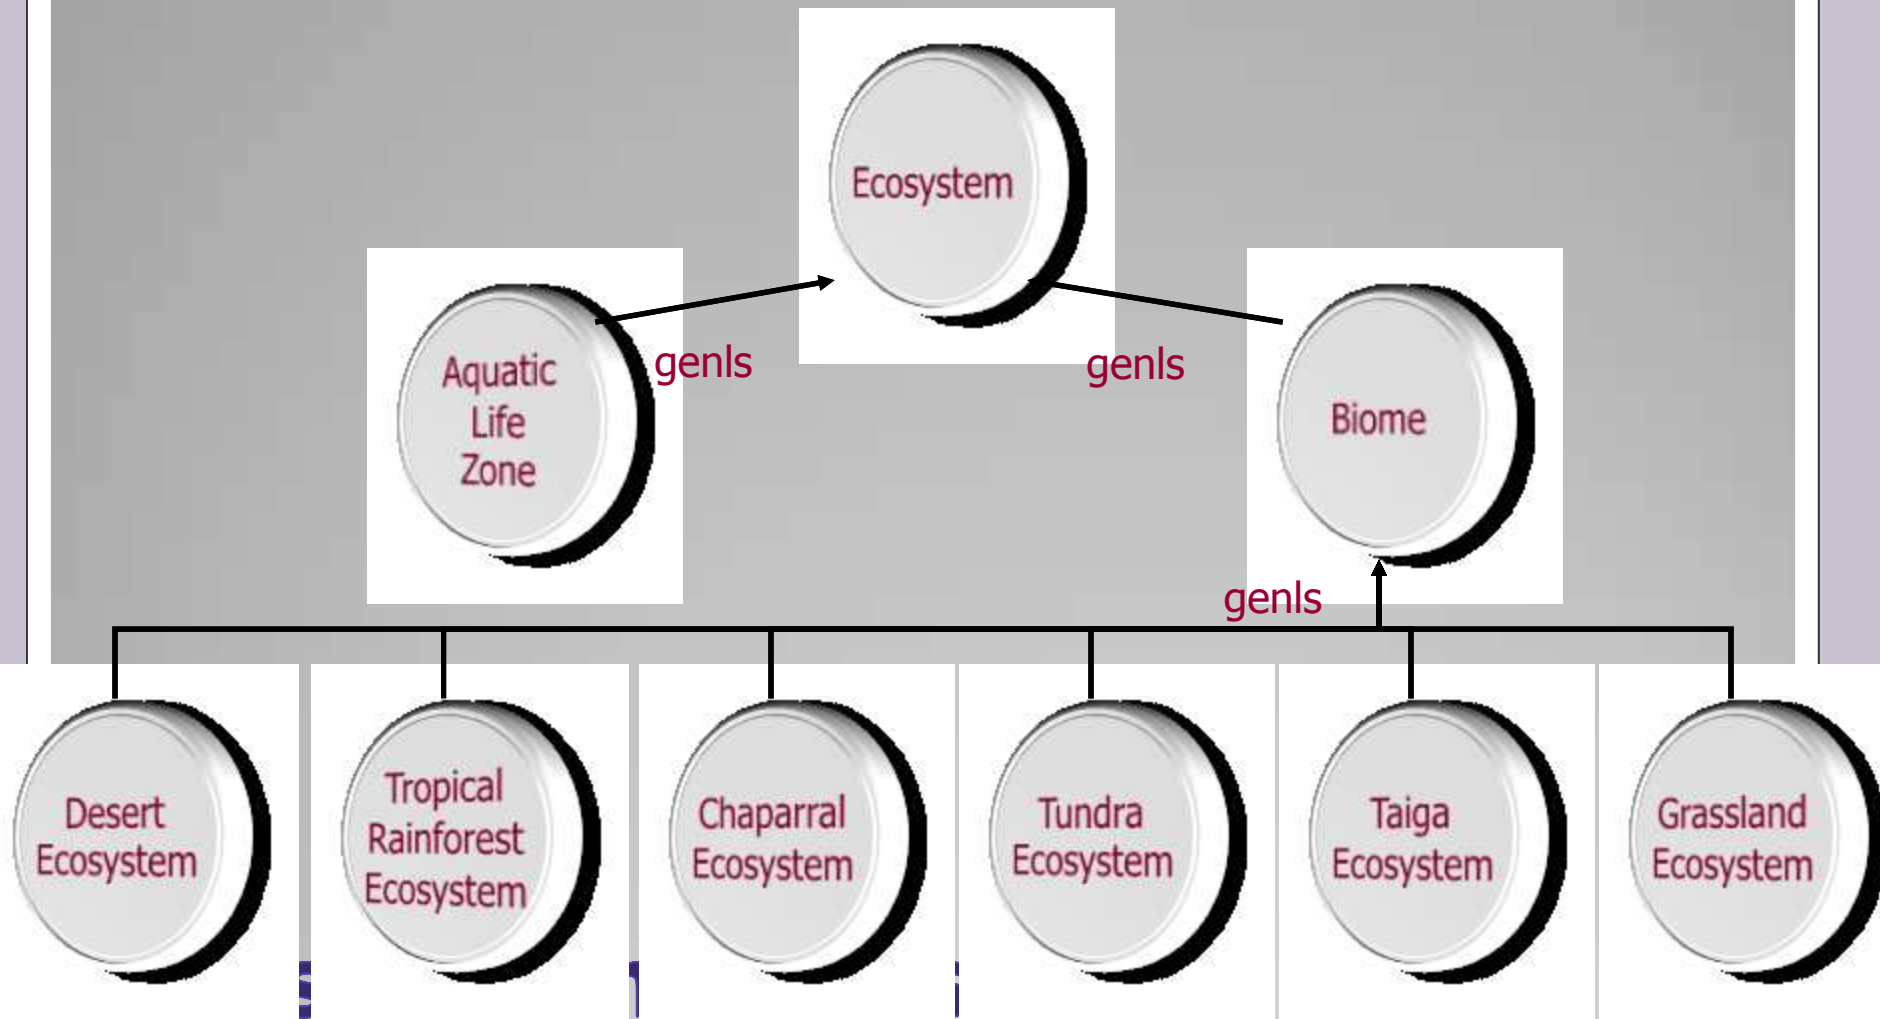 Ecosystem
Aquatic
Life
Zone
genls
genls
Biome
genls
Desert
Ecosystem
Tropical
Rainforest
Ecosystem
Chaparral
Ecosystem
Tundra
Ecosystem
Taiga
Ecosystem
Grassland
Ecosystem